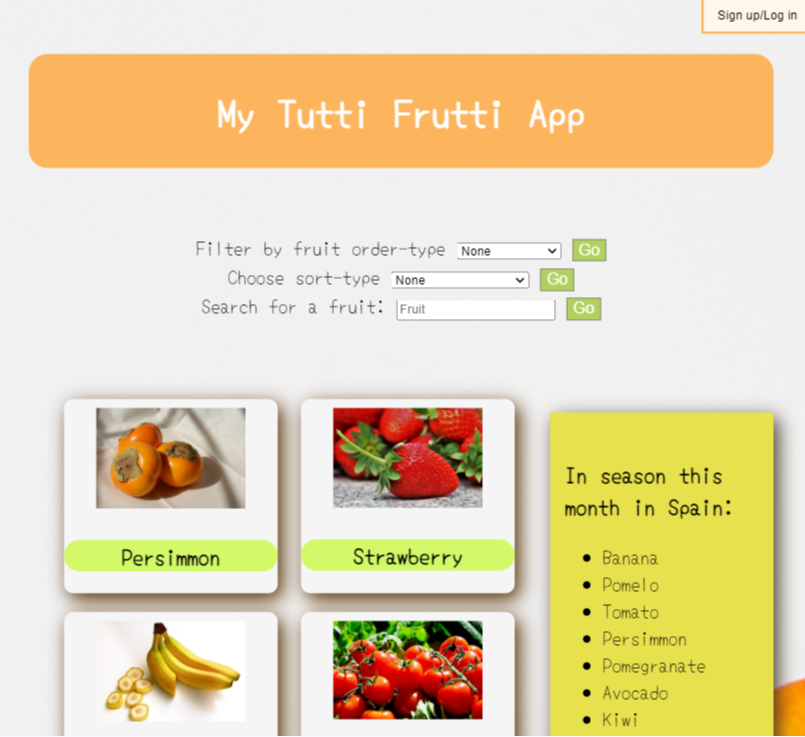 Sign up/Log in
My Tutti Frutti App
Filter by fruit order-type None Go
Choose sort-type None Go
Search for a fruit: Fruit Go
Persimmon
Strawberry
In season this
month in Spain:
Banana
Pomelo
Tomato
Persimmon
Pomegranate
Avocado
Kiwi